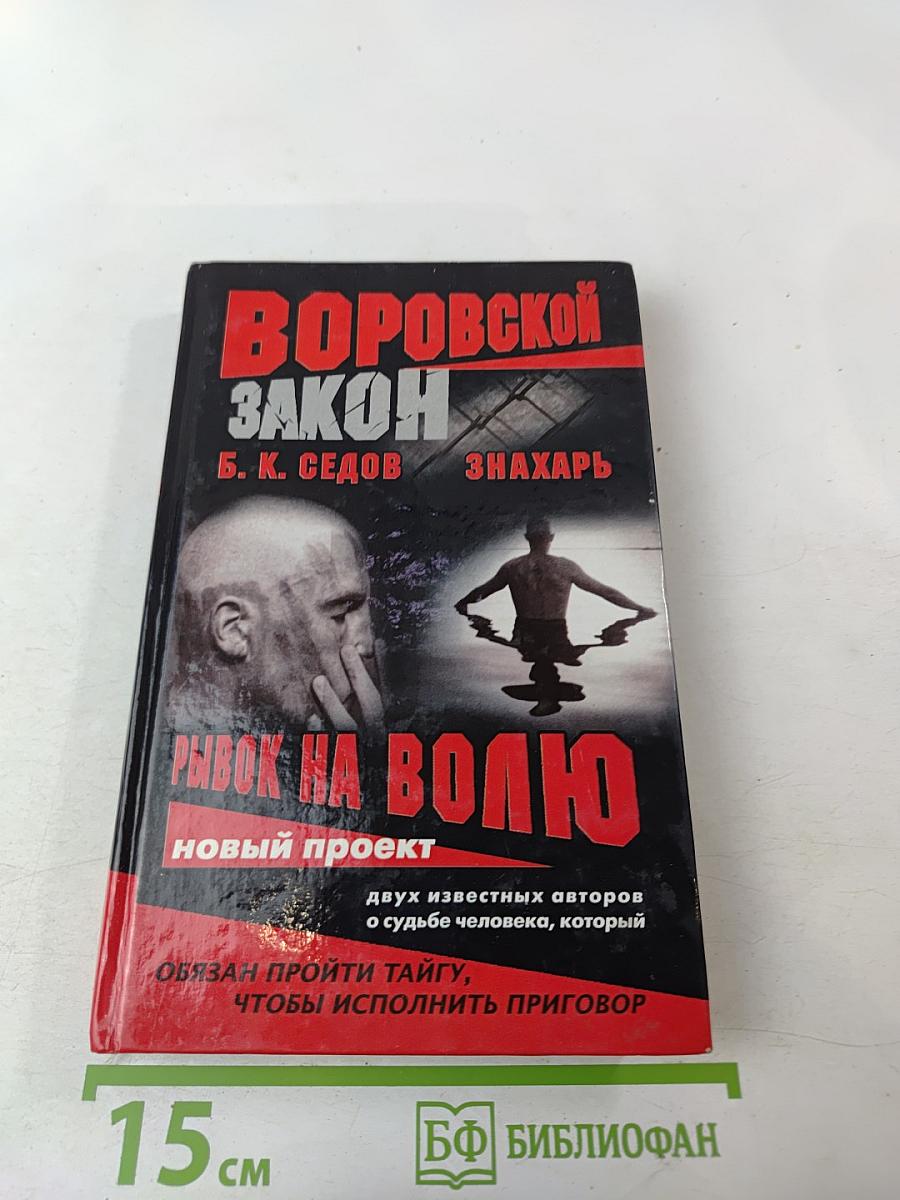 ВОРОВСКОЙ
ЗАКОН
Б. К. СЕДОВ ЗНАХАРЬ
РЫВОК НА ВОЛЮ
новый проект
двух известных авторов
о судьбе человека, который
ОБЯЗАН ПРОЙТИ ТАЙГУ,
ЧТОБЫ ИСПОЛНИТЬ ПРИГОВОР
15 см
БФ БИБЛИОФАН